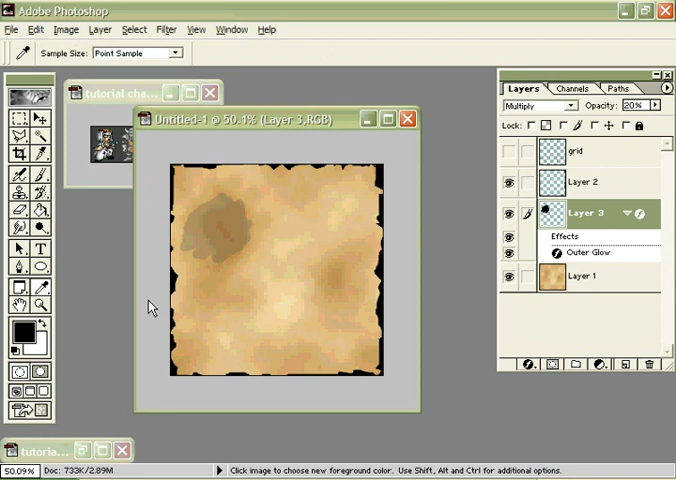 Adobe Photoshop
File Edit Image Layer Select Filter View Window Help
Sample Size: Point Sample
tutorial cha...
Untitled-1 @ 50.1% (Layer 3,RGB)
Layers Channels Paths
Multiply Opacity: 20%
Lock:
grid
Layer 2
Layer 3
Effects
Outer Glow
Layer 1
T
tutoria...
50.09% Doc: 733K/2.89M Click image to choose new foreground color. Use Shift, Alt and Ctrl for additional options.